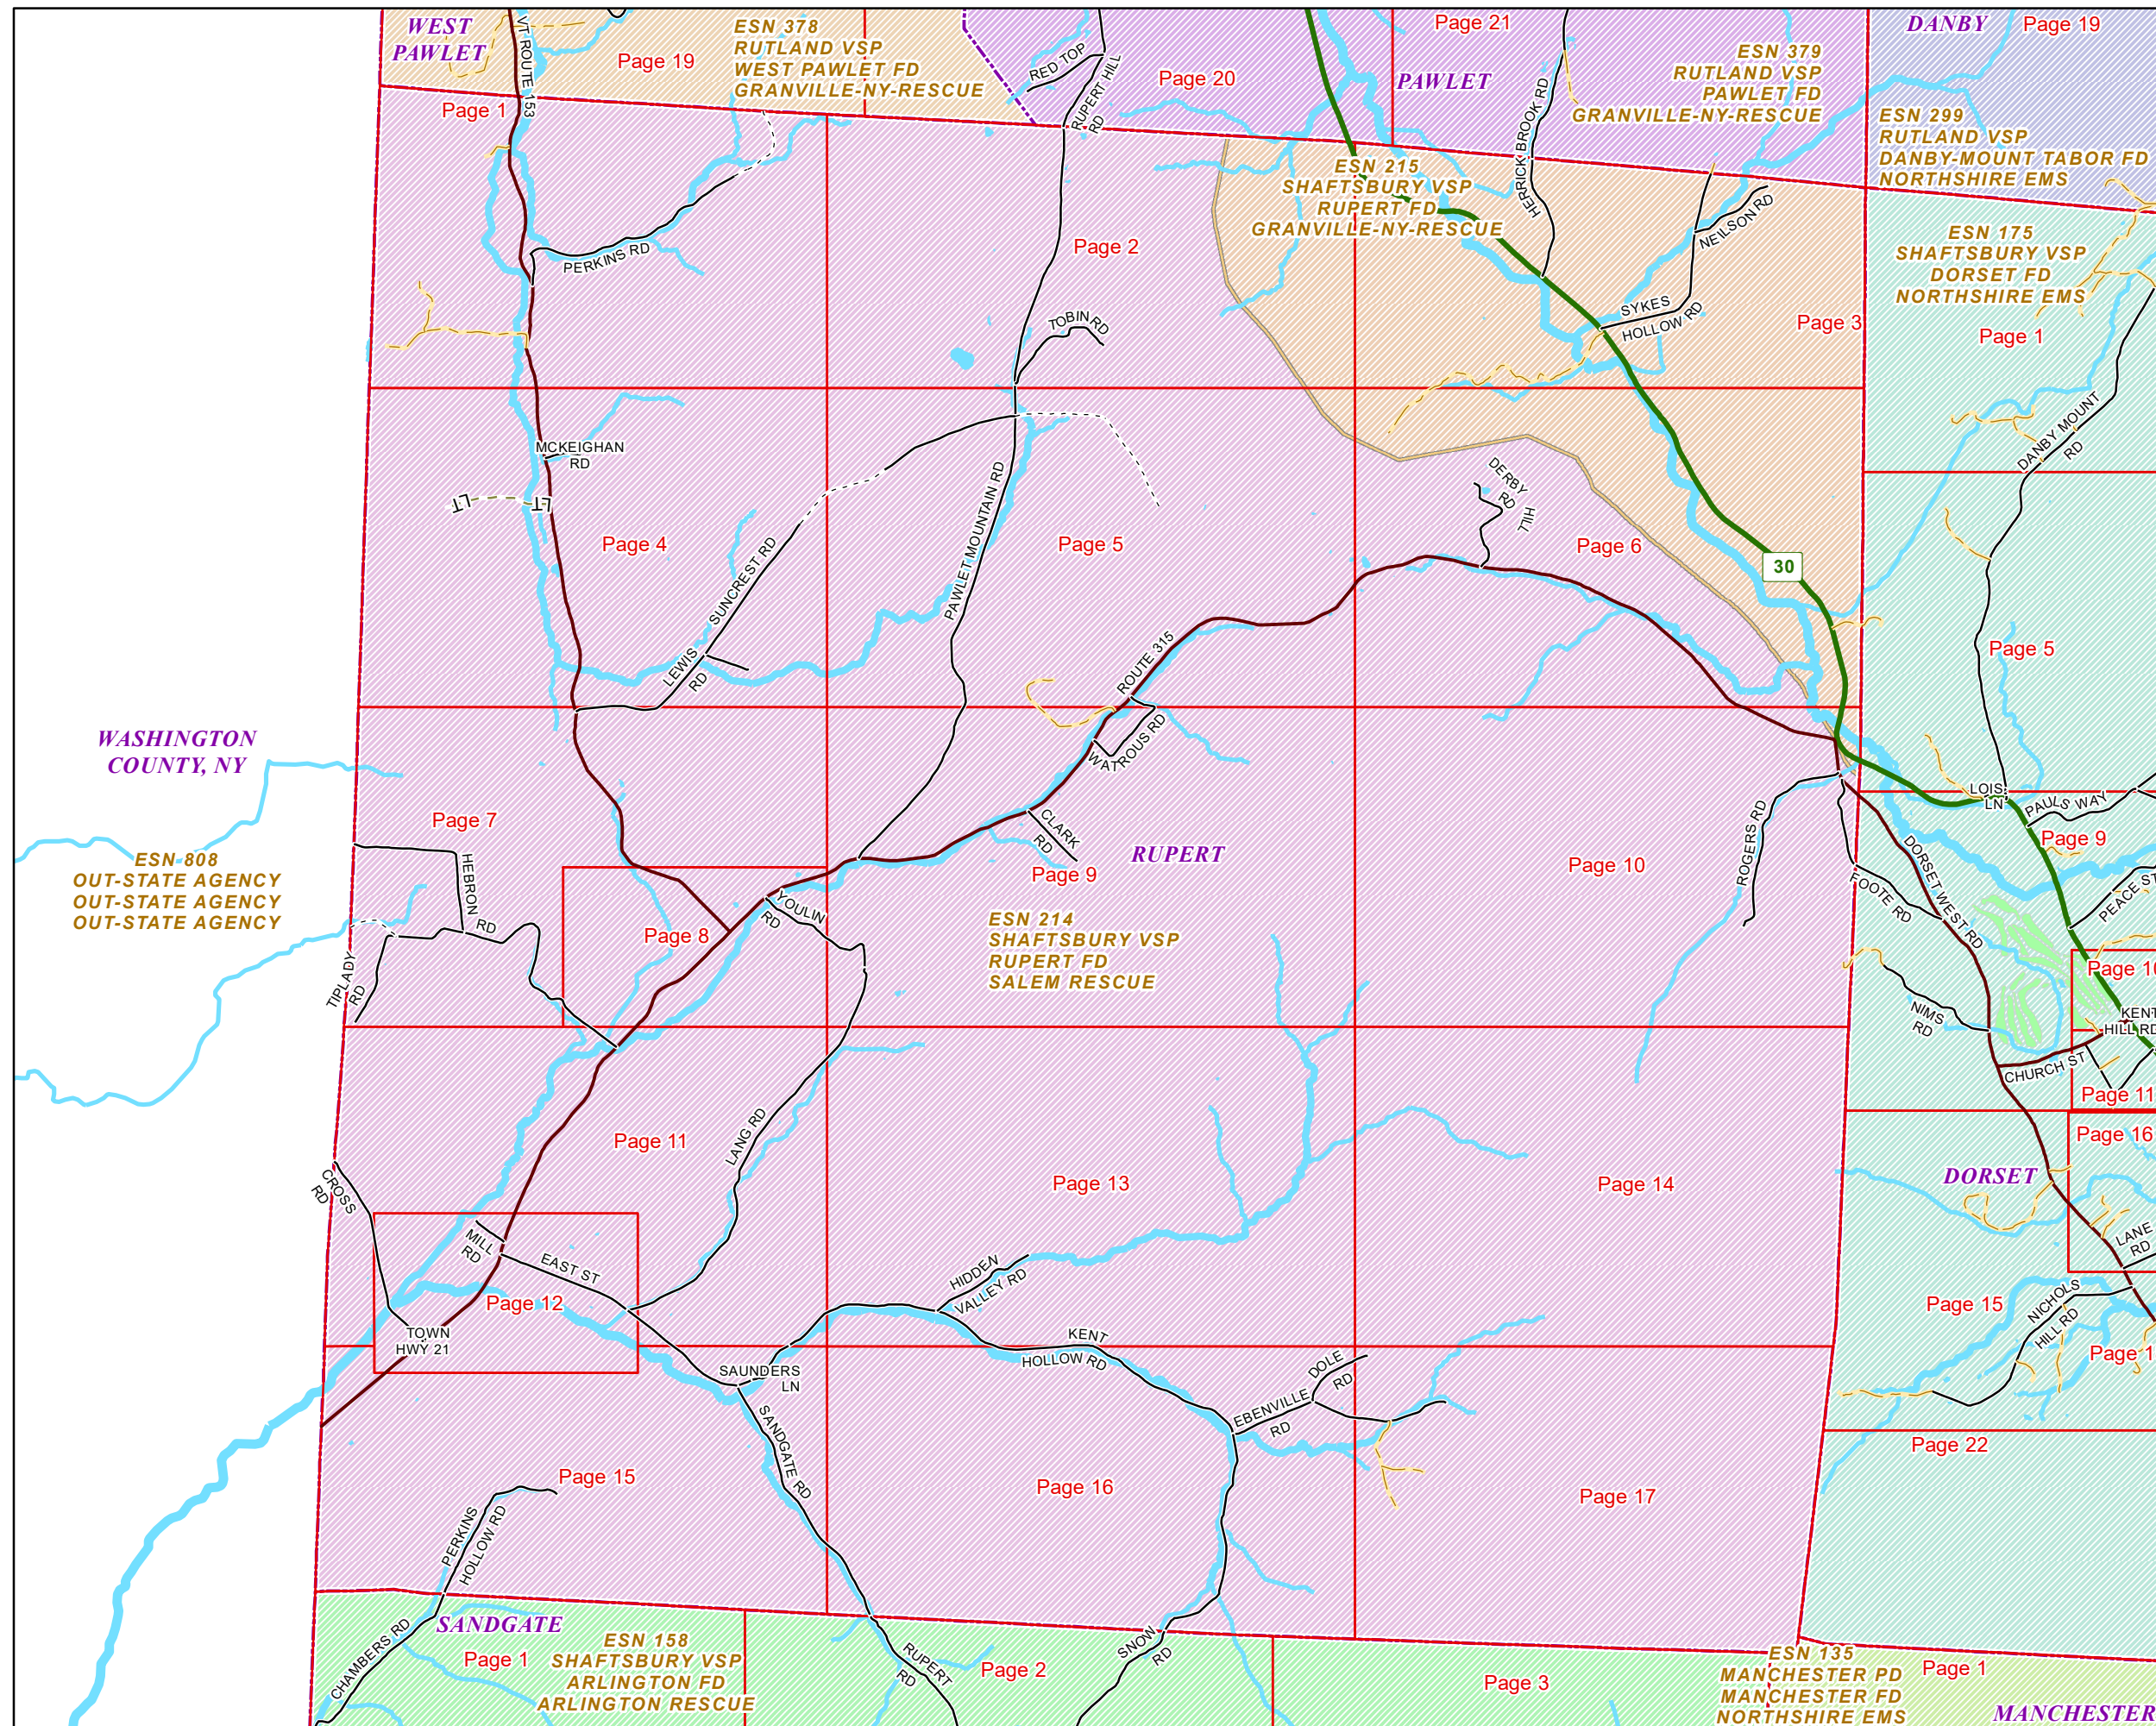 WEST
PAWLET
VT ROUTE 153
Page 19
ESN 378
RUTLAND VSP
WEST PAWLET FD
GRANVILLE-NY-RESCUE
RED TOP
RUPERT HILL
RD
Page 20
Page 21
PAWLET
HERRICK BROOK RD
ESN 379
RUTLAND VSP
PAWLET FD
GRANVILLE-NY-RESCUE
DANBY
Page 19
ESN 299
RUTLAND VSP
DANBY-MOUNT TABOR FD
NORTHSHIRE EMS
Page 1
PERKINS RD
Page 2
TOBIN RD
ESN 215
SHAFTSBURY VSP
RUPERT FD
GRANVILLE-NY-RESCUE
NEILSON RD
SYKES
HOLLOW RD
Page 3
ESN 175
SHAFTSBURY VSP
DORSET FD
NORTHSHIRE EMS
Page 1
DANBY MOUNT
RD
MCKEIGHAN
RD
LT
LT
Page 4
SUNCREST RD
LEWIS
RD
PAWLET MOUNTAIN RD
Page 5
DERBY
HILL
RD
Page 6
30
Page 5
ROUTE 315
WATROUS RD
WASHINGTON
COUNTY, NY
ESN 808
OUT-STATE AGENCY
OUT-STATE AGENCY
OUT-STATE AGENCY
Page 7
HEBRON
RD
TIPLADY
RD
Page 8
YOULIN
RD
CLARK
RD
Page 9
RUPERT
ESN 214
SHAFTSBURY VSP
RUPERT FD
SALEM RESCUE
Page 10
ROGERS RD
LOIS
LN
PAULS WAY
Page 9
DORSET WEST RD
FOOTE RD
PEACE ST
Page 10
NIMS
RD
KENT
HILL RD
CHURCH ST
Page 11
Page 16
DORSET
CROSS
RD
Page 11
LANG RD
Page 13
Page 14
MILL
RD
EAST ST
Page 12
TOWN
HWY 21
HIDDEN
VALLEY RD
KENT
HOLLOW RD
SAUNDERS
LN
SANDGATE RD
EBENVILLE
RD
DOLE
RD
LANE
RD
NICHOLS
HILL RD
Page 15
Page 1
Page 22
Page 15
PERKINS
HOLLOW RD
Page 16
Page 17
SANDGATE
CHAMBERS RD
Page 1
ESN 158
SHAFTSBURY VSP
ARLINGTON FD
ARLINGTON RESCUE
RUPERT
RD
Page 2
SNOW
RD
Page 3
ESN 135
MANCHESTER PD
MANCHESTER FD
NORTHSHIRE EMS
Page 1
MANCHESTER